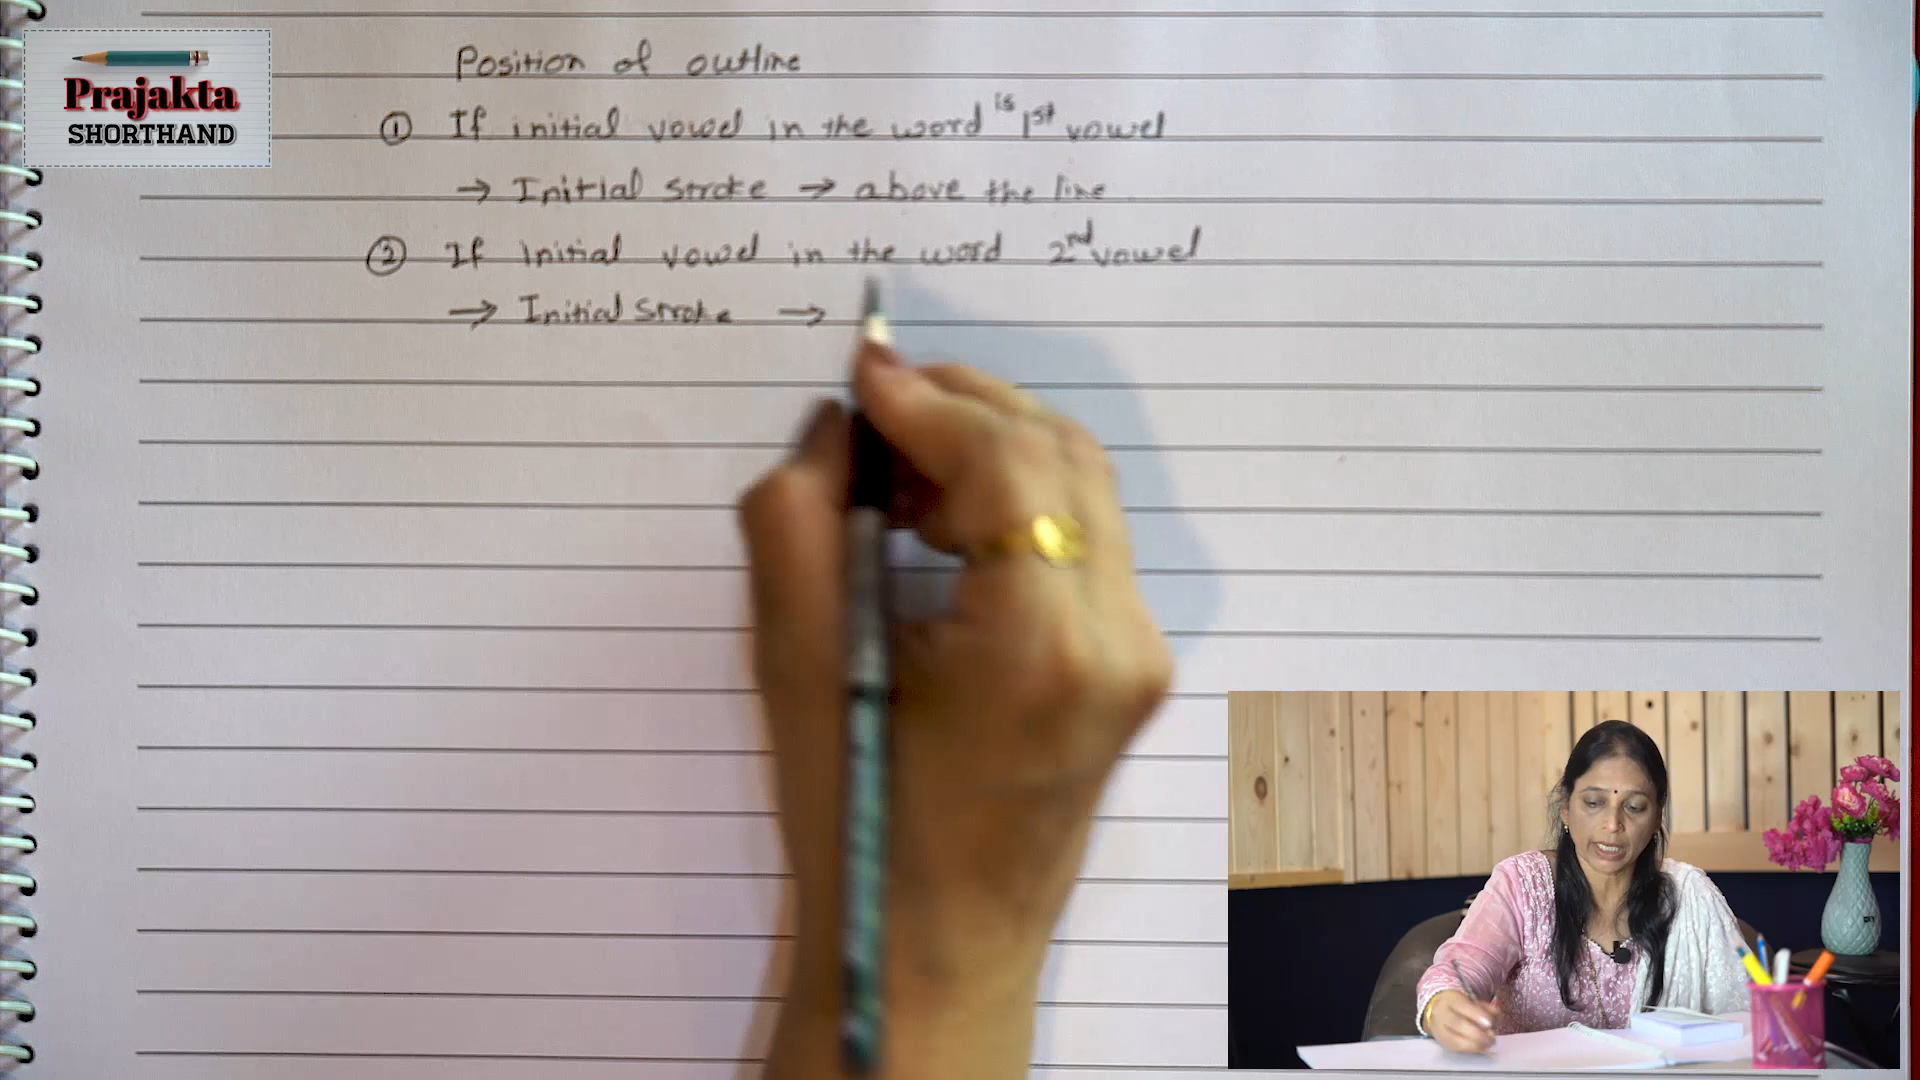 Prajakta
SHORTHAND
Position of outline
① If initial vowel in the word is 1st vowel
→ Initial stroke → above the line
② If initial vowel in the word 2nd vowel
→ Initial stroke →